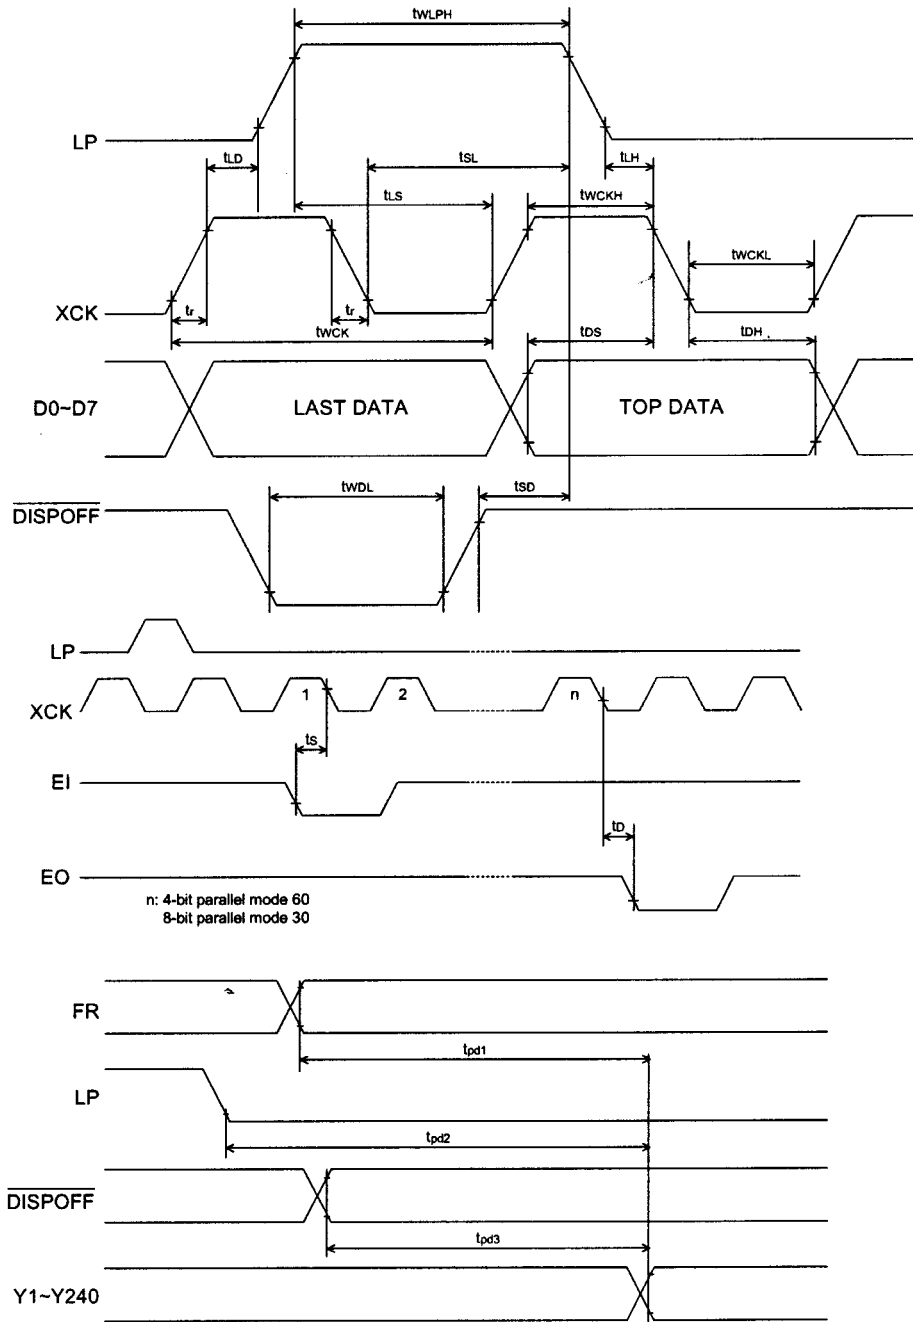 tWLPH
LP
tLD
tSL
tLH
tLS
tWCKH
tWCKL
XCK
tr
tr
tWCK
tDS
tDH
D0~D7
LAST DATA
TOP DATA
tWDL
tSD
DISPOFF
LP
XCK
1
2
n
tS
EI
tD
EO
n: 4-bit parallel mode 60
8-bit parallel mode 30
FR
tpd1
LP
tpd2
DISPOFF
tpd3
Y1~Y240